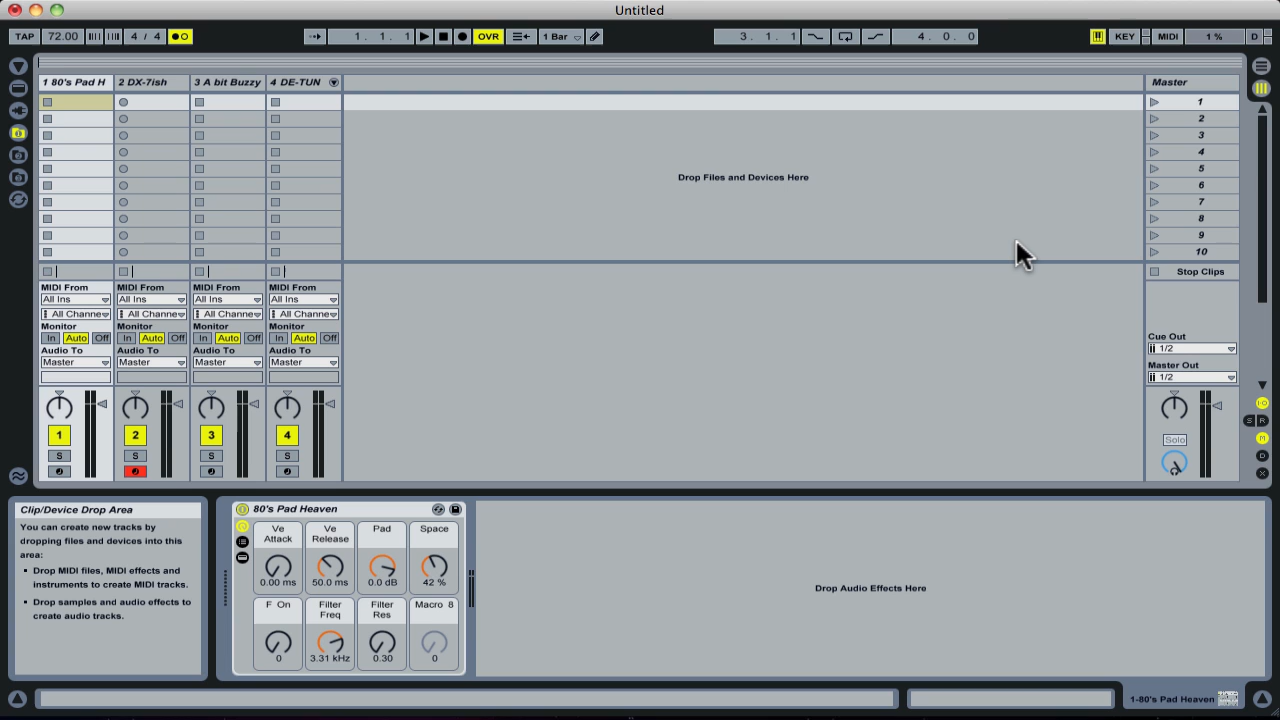 Untitled
TAP 72.00 4 / 4 1. 1. 1 OVR 1 Bar 3. 1. 1 4. 0. 0 KEY MIDI 1 % D
1 80's Pad H 2 DX-7ish 3 A bit Buzzy 4 DE-TUN Master
1
2
Drop Files and Devices Here
3
4
5
6
7
8
9
10
Stop Clips
MIDI From MIDI From MIDI From MIDI From
All Ins All Ins All Ins All Ins
All Channe All Channe All Channe All Channe
Monitor Monitor Monitor Monitor
In Auto Off In Auto Off In Auto Off In Auto Off
Audio To Audio To Audio To Audio To
Master Master Master Master
Cue Out
1/2
Master Out
1/2
I·O
S R
1 2 3 4
Solo
M
S S S S
D
X
Clip/Device Drop Area
You can create new tracks by
dropping files and devices into this
area:
Drop MIDI files, MIDI effects and
instruments to create MIDI tracks.
Drop samples and audio effects to
create audio tracks.
80's Pad Heaven
Ve Attack
0.00 ms
Ve Release
50.0 ms
Pad
0.0 dB
Space
42 %
F On
0
Filter Freq
3.31 kHz
Filter Res
0.30
Macro 8
0
Drop Audio Effects Here
1-80's Pad Heaven